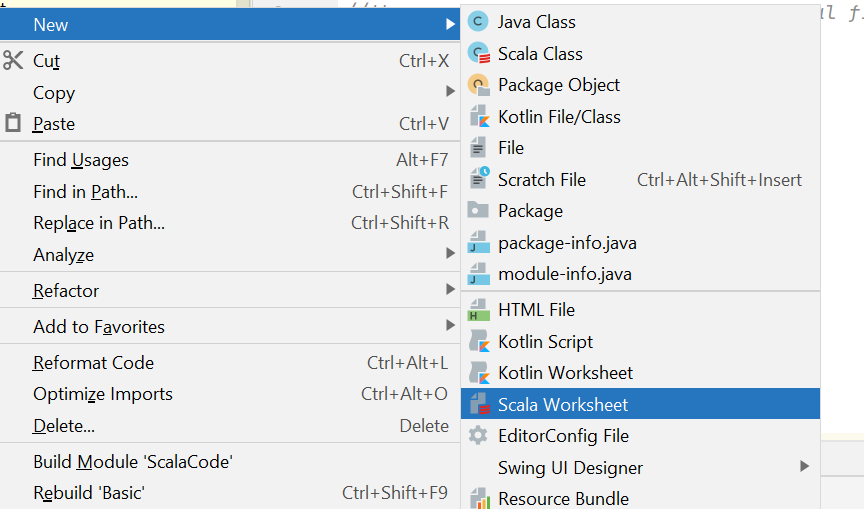 New
Cut Ctrl+X
Copy
Paste Ctrl+V
Find Usages Alt+F7
Find in Path... Ctrl+Shift+F
Replace in Path... Ctrl+Shift+R
Analyze
Refactor
Add to Favorites
Reformat Code Ctrl+Alt+L
Optimize Imports Ctrl+Alt+O
Delete... Delete
Build Module 'ScalaCode'
Rebuild 'Basic' Ctrl+Shift+F9
Java Class
Scala Class
Package Object
Kotlin File/Class
File
Scratch File Ctrl+Alt+Shift+Insert
Package
package-info.java
module-info.java
HTML File
Kotlin Script
Kotlin Worksheet
Scala Worksheet
EditorConfig File
Swing UI Designer
Resource Bundle